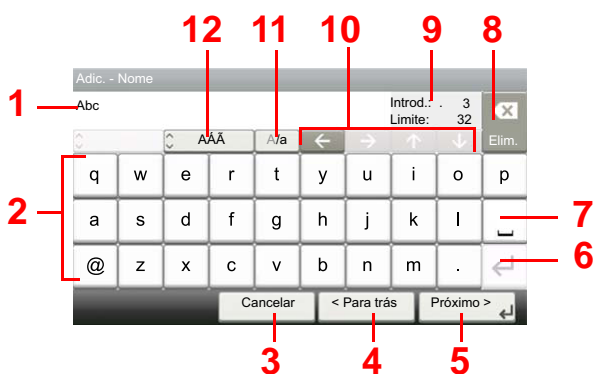 12 11 10 9 8
Adic. - Nome
1 Abc
Introd.: . 3
Limite: 32
AÁÃ A/a ← → ↑ ↓ Elim.
q w e r t y u i o p
2
a s d f g h j k l 7
@ z x c v b n m . 6
Cancelar < Para trás Próximo >
3 4 5